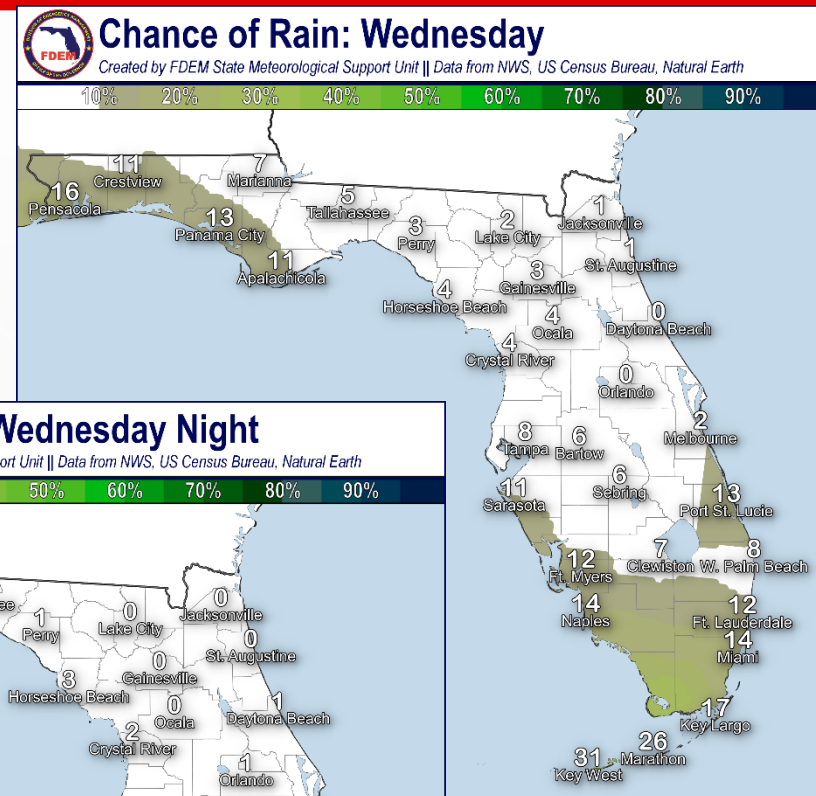 FDEM
Chance of Rain: Wednesday
Created by FDEM State Meteorological Support Unit || Data from NWS, US Census Bureau, Natural Earth
10% 20% 30% 40% 50% 60% 70% 80% 90%
11
Crestview
7
Marianna
16
Pensacola
5
Tallahassee
13
Panama City
3
Perry
2
Lake City
1
Jacksonville
1
St. Augustine
11
Apalachicola
3
Gainesville
4
Horseshoe Beach
4
Ocala
0
Daytona Beach
4
Crystal River
0
Orlando
2
Melbourne
8
Tampa
6
Bartow
6
Sebring
11
Sarasota
13
Port St. Lucie
12
Ft. Myers
7
Clewiston
8
W. Palm Beach
14
Naples
12
Ft. Lauderdale
14
Miami
17
Key Largo
26
Marathon
31
Key West
Wednesday Night
ort Unit || Data from NWS, US Census Bureau, Natural Earth
50% 60% 70% 80% 90%
ee
1
Perry
0
Lake City
0
Jacksonville
0
St. Augustine
0
Gainesville
3
Horseshoe Beach
0
Ocala
1
Daytona Beach
2
Crystal River
1
Orlando